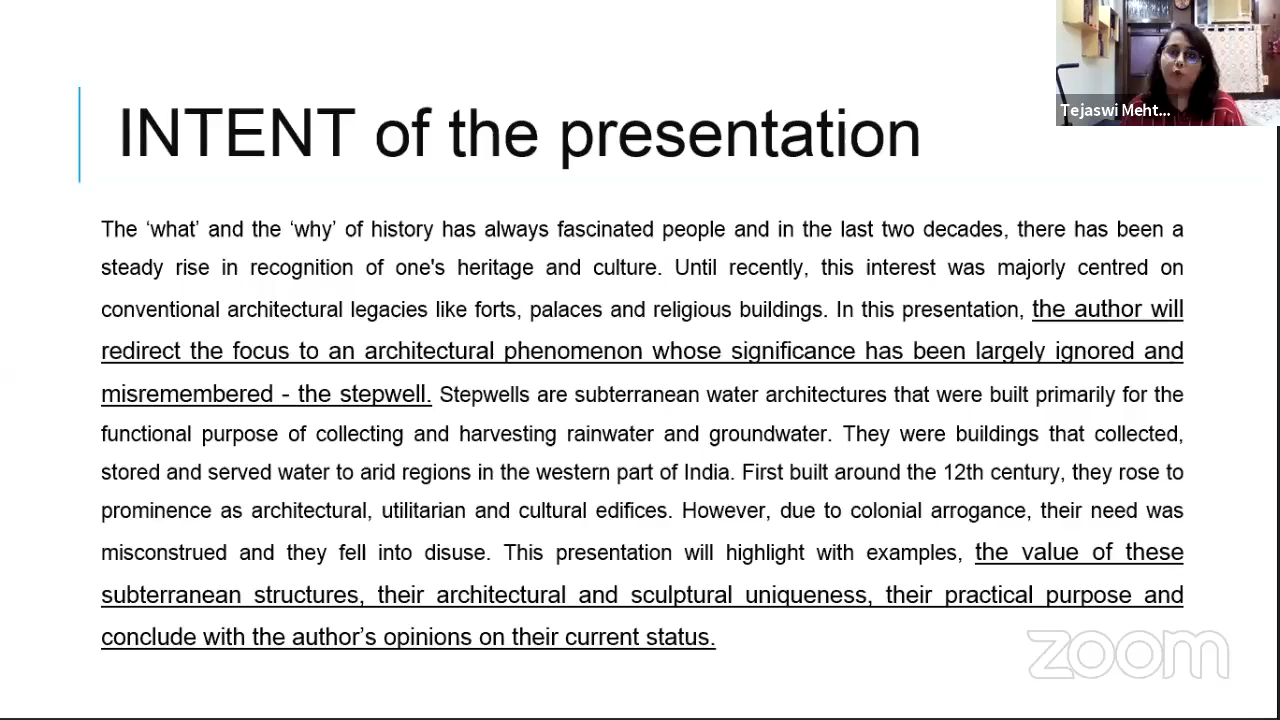 Tejaswi Meht...
INTENT of the presentation
The ‘what’ and the ‘why’ of history has always fascinated people and in the last two decades, there has been a
steady rise in recognition of one's heritage and culture. Until recently, this interest was majorly centred on
conventional architectural legacies like forts, palaces and religious buildings. In this presentation, the author will
redirect the focus to an architectural phenomenon whose significance has been largely ignored and
misremembered - the stepwell. Stepwells are subterranean water architectures that were built primarily for the
functional purpose of collecting and harvesting rainwater and groundwater. They were buildings that collected,
stored and served water to arid regions in the western part of India. First built around the 12th century, they rose to
prominence as architectural, utilitarian and cultural edifices. However, due to colonial arrogance, their need was
misconstrued and they fell into disuse. This presentation will highlight with examples, the value of these
subterranean structures, their architectural and sculptural uniqueness, their practical purpose and
conclude with the author’s opinions on their current status.
zoom